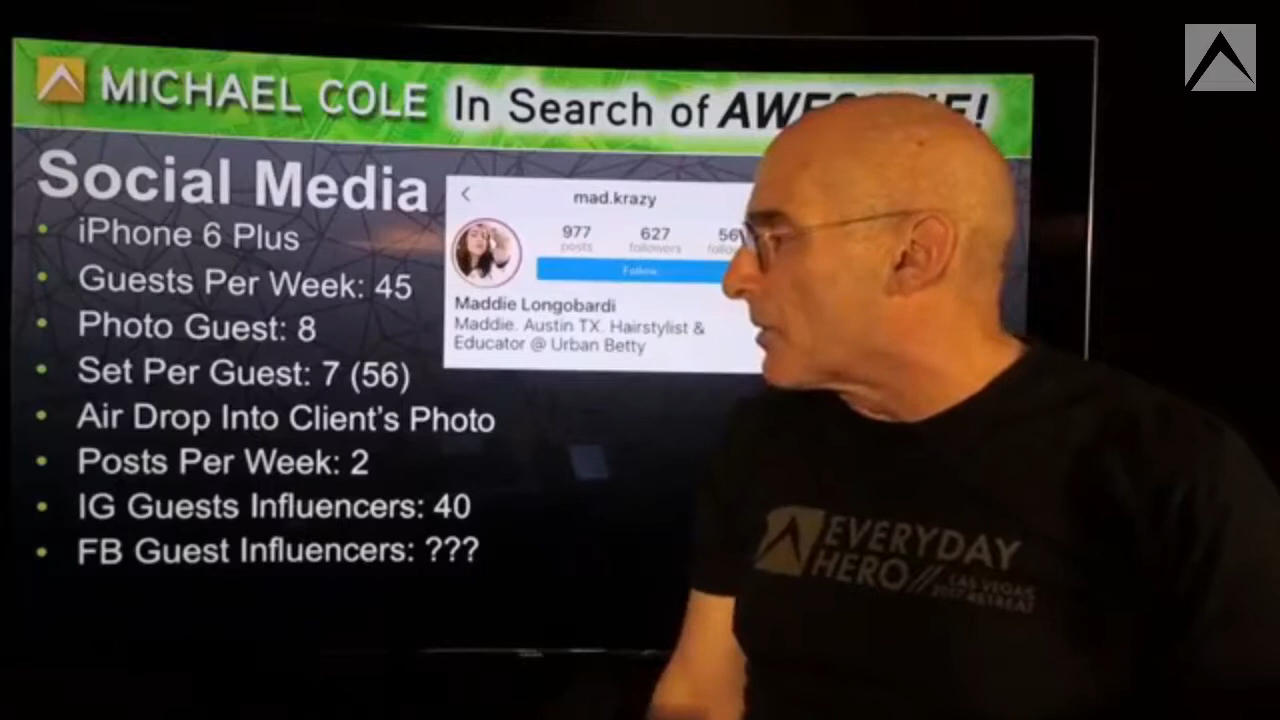 MICHAEL COLE In Search of
Social Media
• iPhone 6 Plus
• Guests Per Week: 45
• Photo Guest: 8
• Set Per Guest: 7 (56)
• Air Drop Into Client's Photo
• Posts Per Week: 2
• IG Guests Influencers: 40
• FB Guest Influencers: ???
mad.krazy
977 627
posts followers
Follow
Maddie Longobardi
Maddie. Austin TX. Hairstylist &
Educator @ Urban Betty
EVERYDAY
HERO//LAS VEGAS
2017 RETREAT